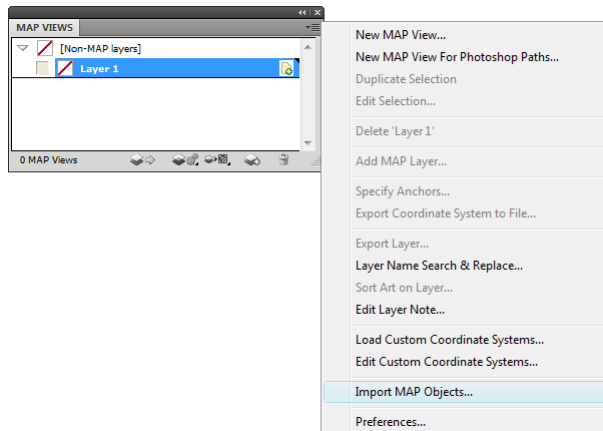 MAP VIEWS
[Non-MAP layers]
Layer 1
0 MAP Views
New MAP View...
New MAP View For Photoshop Paths...
Duplicate Selection
Edit Selection...
Delete 'Layer 1'
Add MAP Layer...
Specify Anchors...
Export Coordinate System to File...
Export Layer...
Layer Name Search & Replace...
Sort Art on Layer...
Edit Layer Note...
Load Custom Coordinate Systems...
Edit Custom Coordinate Systems...
Import MAP Objects...
Preferences...